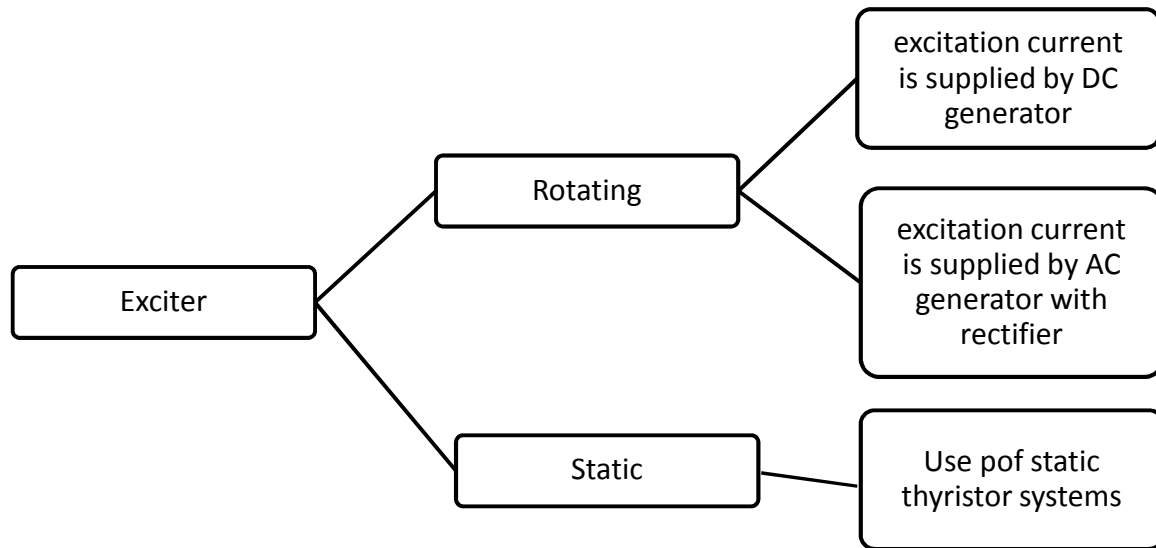 Exciter
Rotating
excitation current
is supplied by DC
generator
excitation current
is supplied by AC
generator with
rectifier
Static
Use pof static
thyristor systems